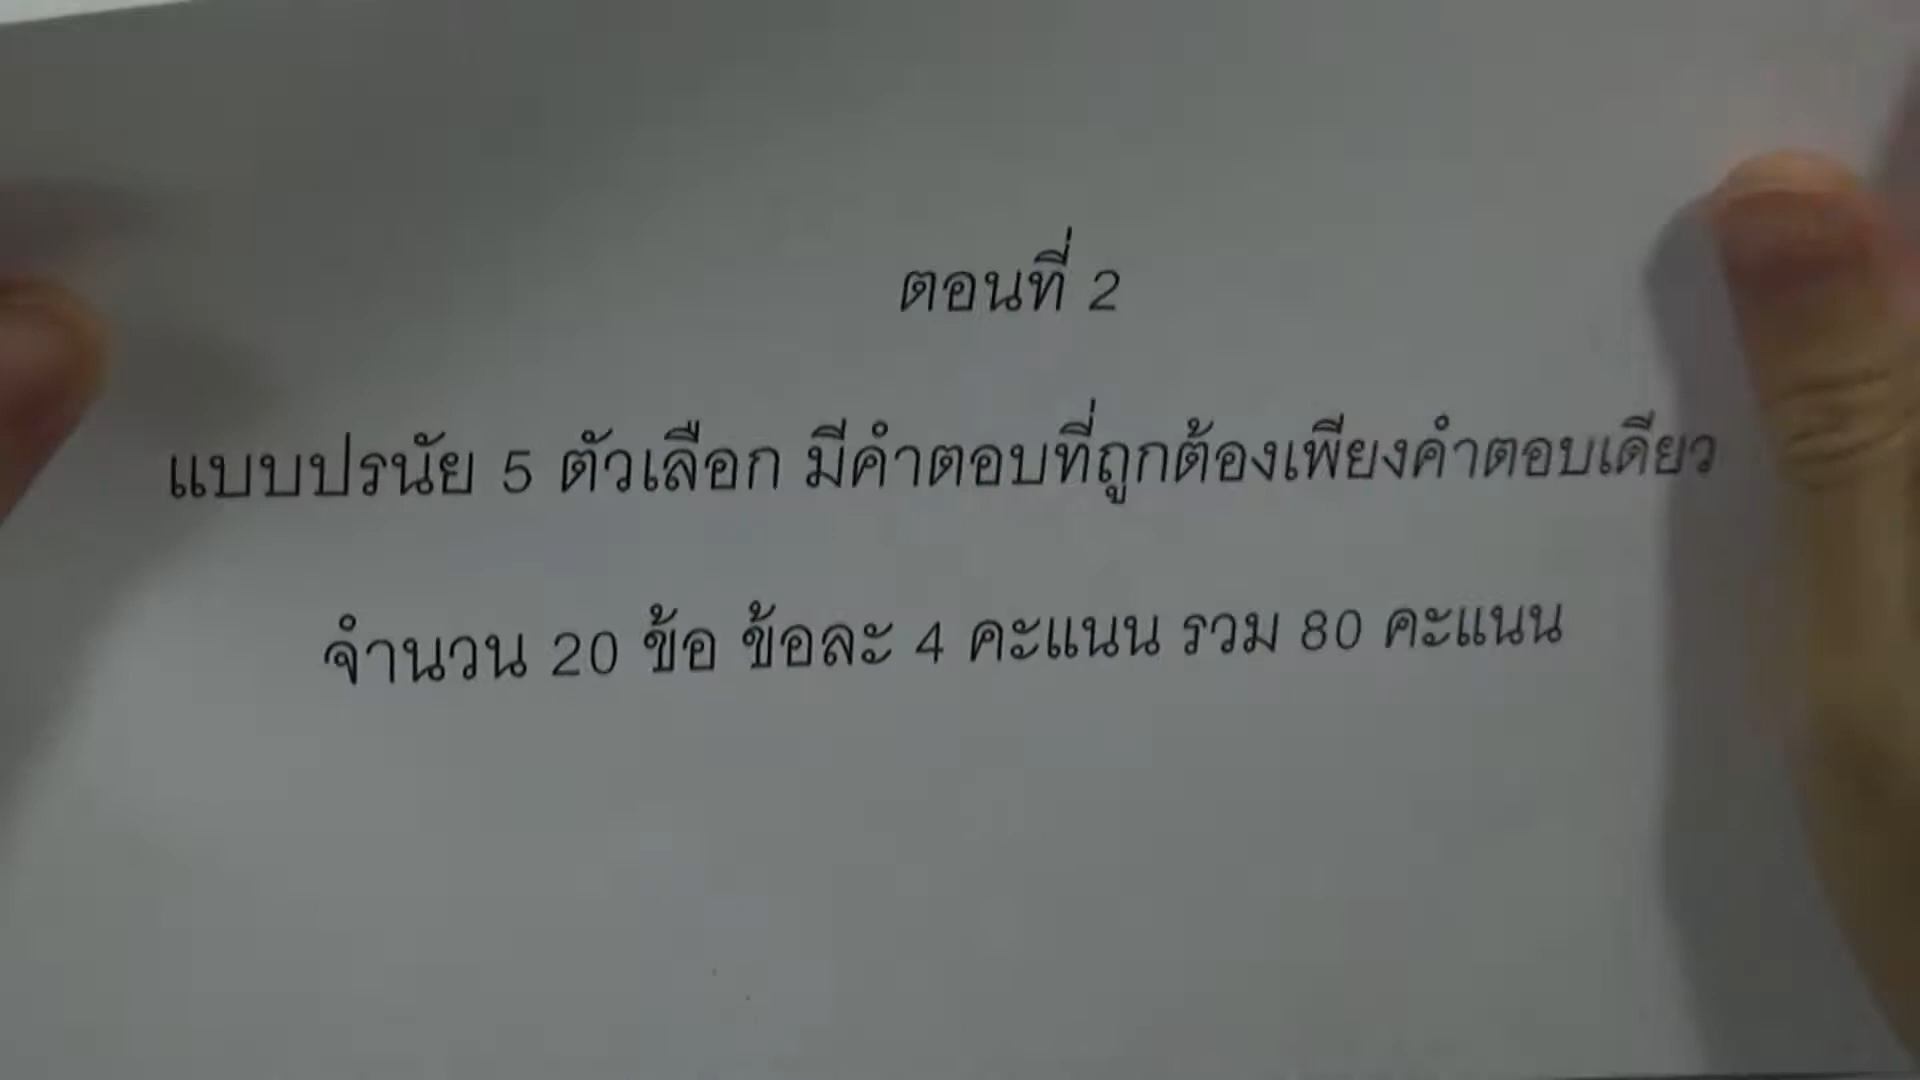 ตอนที่ 2
แบบปรนัย 5 ตัวเลือก มีคำตอบที่ถูกต้องเพียงคำตอบเดียว
จำนวน 20 ข้อ ข้อละ 4 คะแนน รวม 80 คะแนน